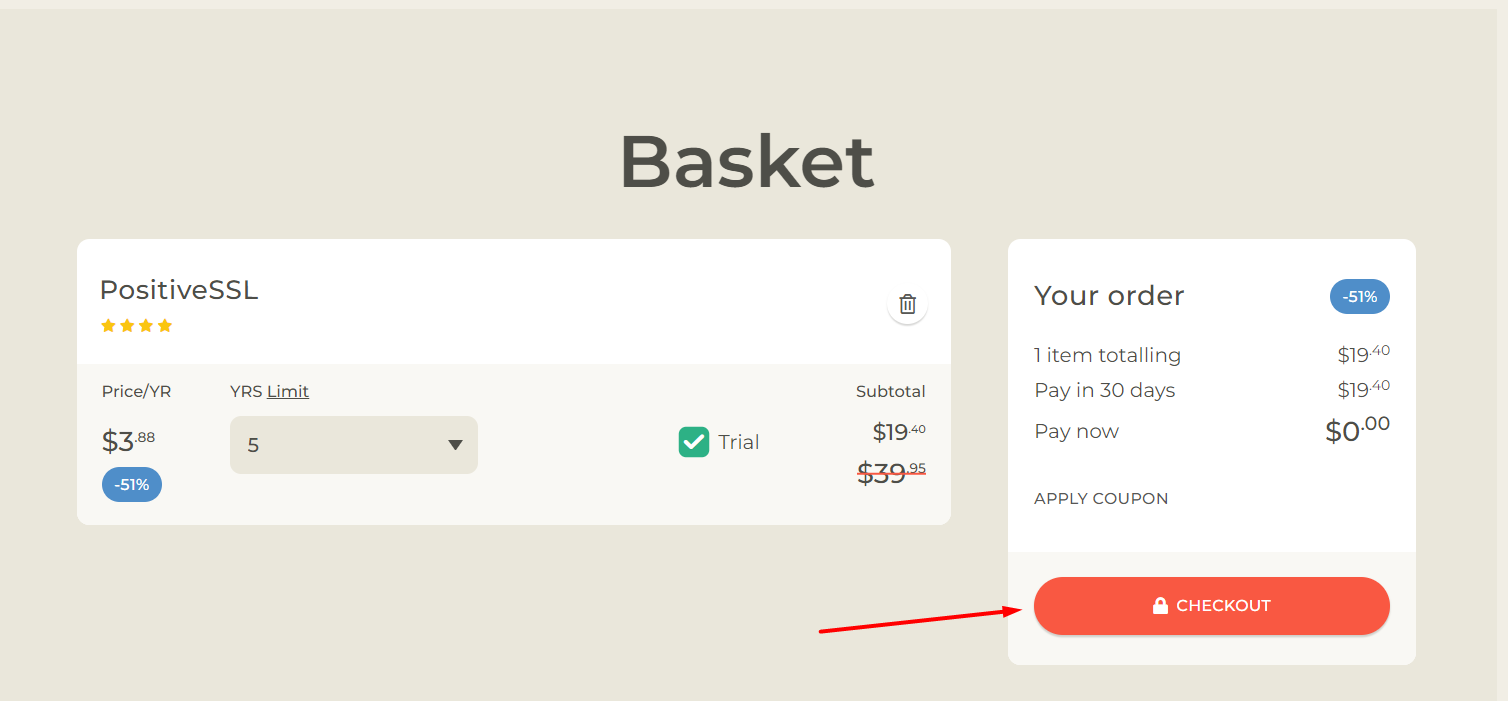 Basket
PositiveSSL
Price/YR
YRS Limit
Subtotal
$3.88
-51%
5
Trial
$19.40
$39.95
Your order
-51%
1 item totalling $19.40
Pay in 30 days $19.40
Pay now $0.00
APPLY COUPON
CHECKOUT